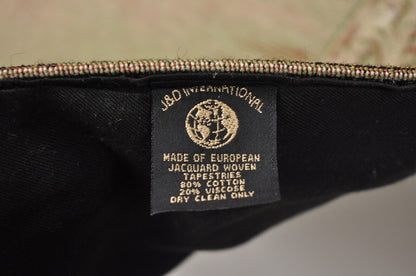 J&D INTERNATIONAL
MADE OF EUROPEAN
JACQUARD WOVEN
TAPESTRIES
80% COTTON
20% VISCOSE
DRY CLEAN ONLY